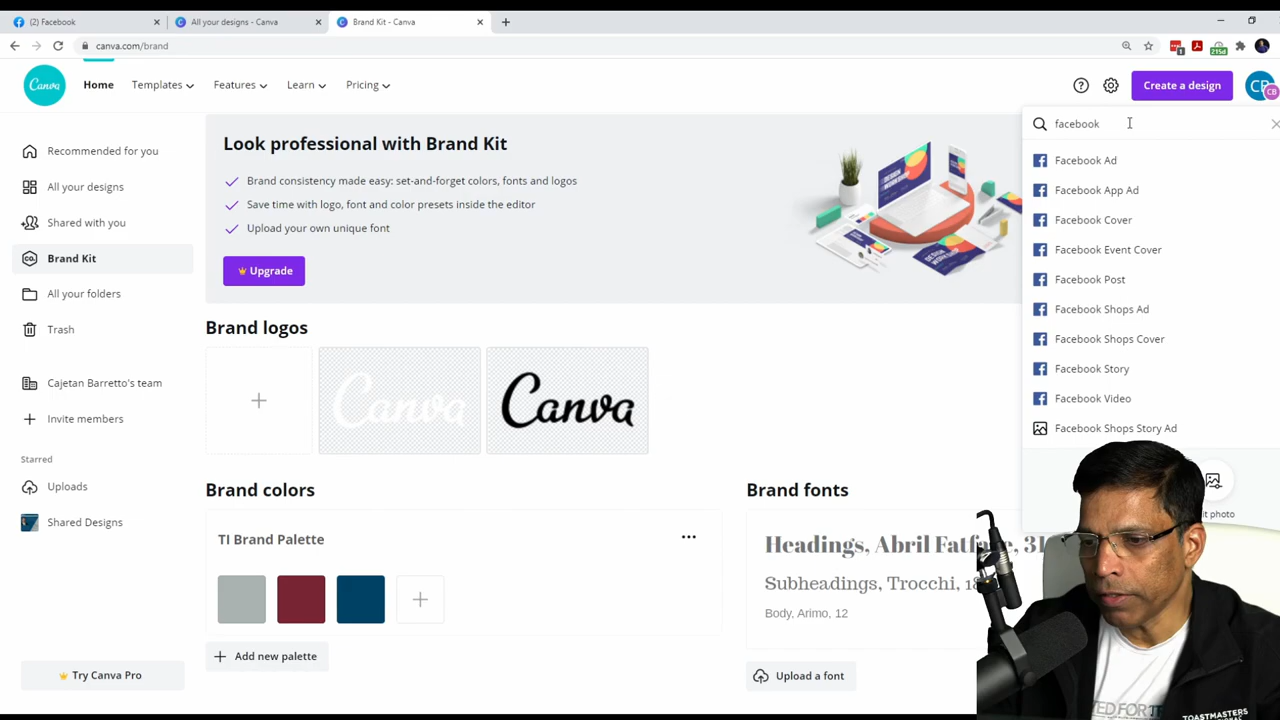 (2) Facebook
All your designs - Canva
Brand Kit - Canva
canva.com/brand
1
215d
Canva
Home
Templates
Features
Learn
Pricing
Create a design
CB
CB
facebook
Facebook Ad
Facebook App Ad
Facebook Cover
Facebook Event Cover
Facebook Post
Facebook Shops Ad
Facebook Shops Cover
Facebook Story
Facebook Video
Facebook Shops Story Ad
t photo
Recommended for you
All your designs
Shared with you
CO.
Brand Kit
All your folders
Trash
Cajetan Barretto's team
Invite members
Starred
Uploads
Shared Designs
Try Canva Pro
Look professional with Brand Kit
Brand consistency made easy: set-and-forget colors, fonts and logos
Save time with logo, font and color presets inside the editor
Upload your own unique font
Upgrade
Brand logos
Canva
Canva
Brand colors
TI Brand Palette
Add new palette
Brand fonts
Headings, Abril Fatface, 31
Subheadings, Trocchi, 18
Body, Arimo, 12
Upload a font
TOASTMASTERS